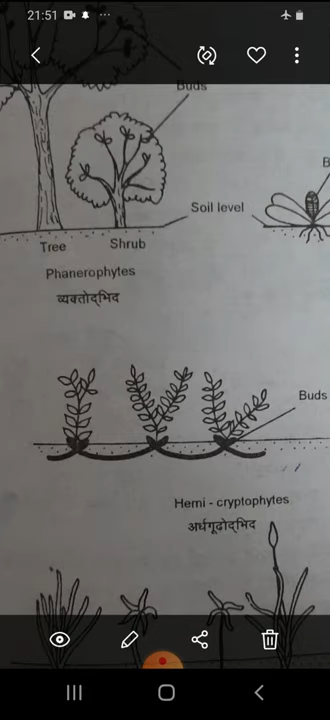 21:51
Buds
B
Soil level
Tree
Shrub
Phanerophytes
व्यक्तोद्‌भिद
Buds
Hemi - cryptophytes
अर्धगूढोद्‌भिद